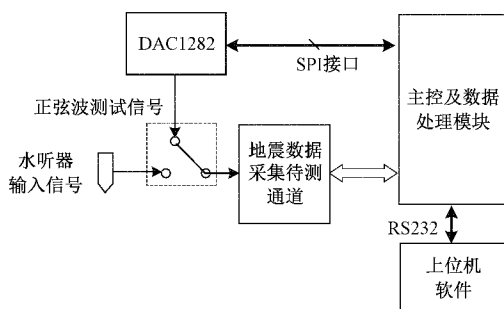 DAC1282
SPI接口
主控及数据
处理模块
正弦波测试信号
水听器
输入信号
地震数据
采集待测
通道
RS232
上位机
软件